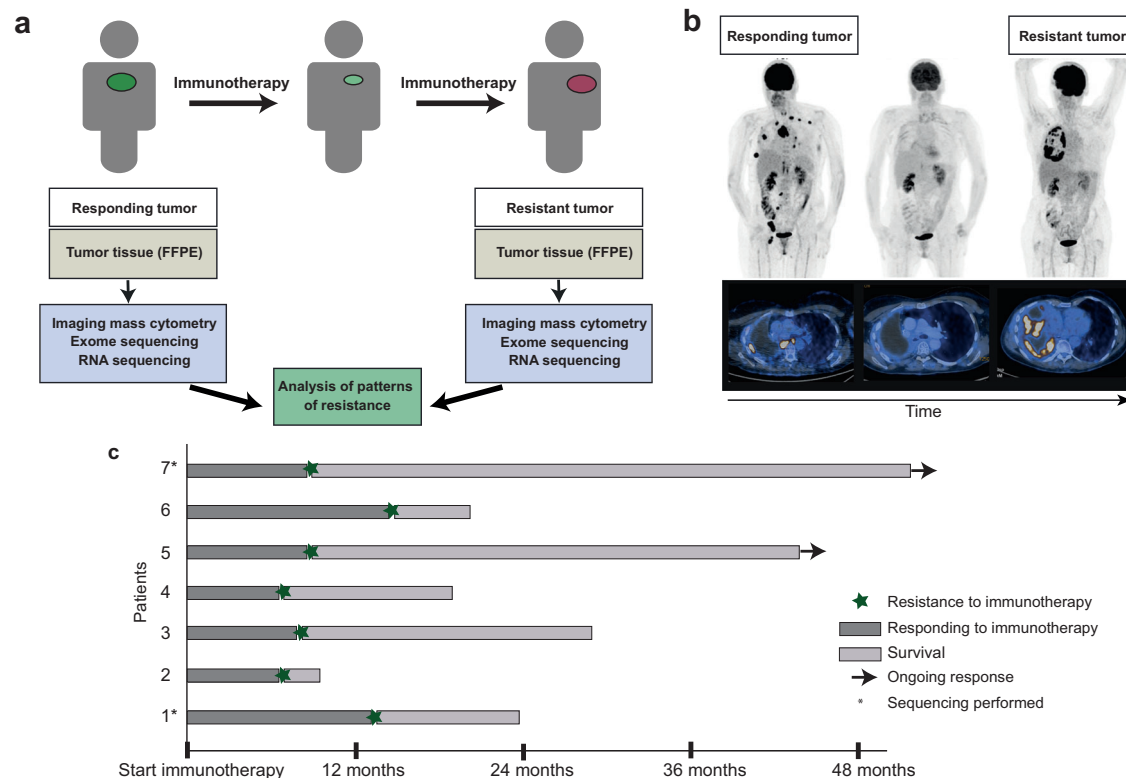 a
Immunotherapy
Immunotherapy
Responding tumor
Tumor tissue (FFPE)
Imaging mass cytometry
Exome sequencing
RNA sequencing
Resistant tumor
Tumor tissue (FFPE)
Imaging mass cytometry
Exome sequencing
RNA sequencing
Analysis of patterns
of resistance
b
Responding tumor
Resistant tumor
Time
c
Patients
7*
6
5
4
3
2
1*
Start immunotherapy
12 months
24 months
36 months
48 months
Resistance to immunotherapy
Responding to immunotherapy
Survival
Ongoing response
* Sequencing performed